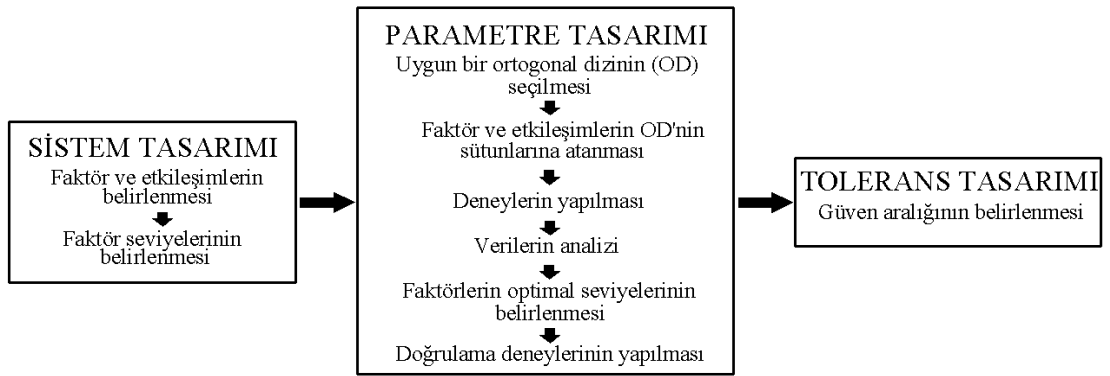 SİSTEM TASARIMI
Faktör ve etkileşimlerin
belirlenmesi
Faktör seviyelerinin
belirlenmesi
PARAMETRE TASARIMI
Uygun bir ortogonal dizinin (OD)
seçilmesi
Faktör ve etkileşimlerin OD'nin
sütunlarına atanması
Deneylerin yapılması
Verilerin analizi
Faktörlerin optimal seviyelerinin
belirlenmesi
Doğrulama deneylerinin yapılması
TOLERANS TASARIMI
Güven aralığının belirlenmesi